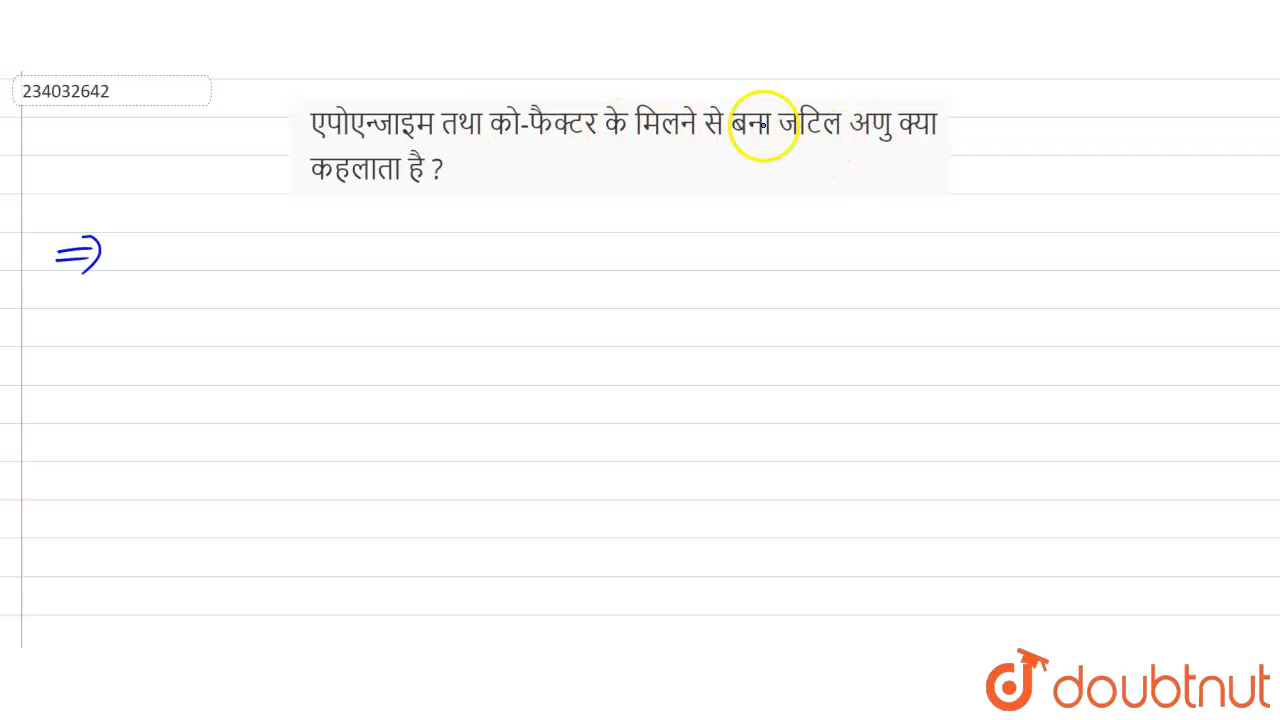 234032642
एपोएन्जाइम तथा को-फैक्टर के मिलने से बना जटिल अणु क्या
कहलाता है ?
doubtnut